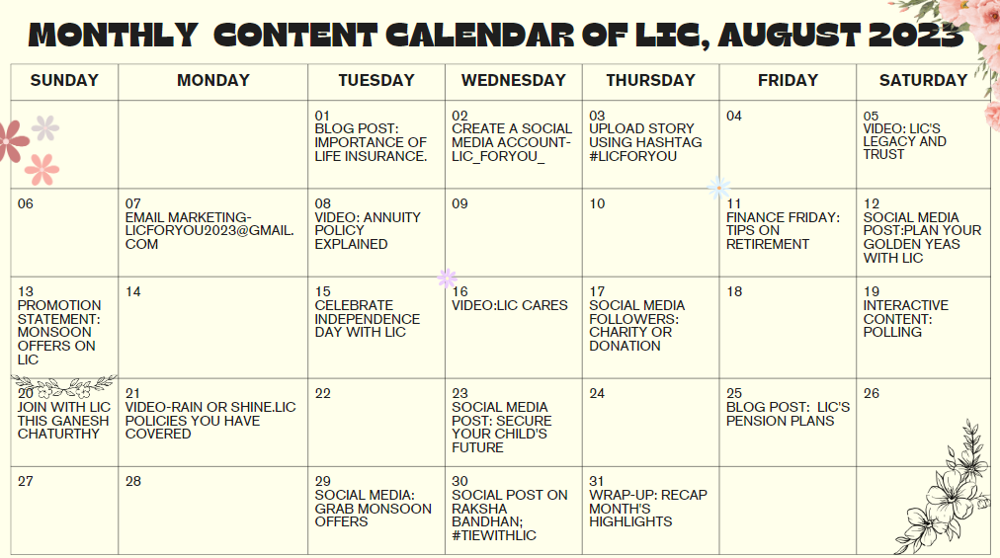 MONTHLY CONTENT CALENDAR OF LIC, AUGUST 2023
SUNDAY MONDAY TUESDAY WEDNESDAY THURSDAY FRIDAY SATURDAY
01
BLOG POST:
IMPORTANCE OF
LIFE INSURANCE.
02
CREATE A SOCIAL
MEDIA ACCOUNT-
LIC_FORYOU_
03
UPLOAD STORY
USING HASHTAG
#LICFORYOU
04
05
VIDEO: LIC'S
LEGACY AND
TRUST
06
07
EMAIL MARKETING-
LICFORYOU2023@GMAIL.
COM
08
VIDEO: ANNUITY
POLICY
EXPLAINED
09
10
11
FINANCE FRIDAY:
TIPS ON
RETIREMENT
12
SOCIAL MEDIA
POST:PLAN YOUR
GOLDEN YEAS
WITH LIC
13
PROMOTION
STATEMENT:
MONSOON
OFFERS ON
LIC
14
15
CELEBRATE
INDEPENDENCE
DAY WITH LIC
16
VIDEO:LIC CARES
17
SOCIAL MEDIA
FOLLOWERS:
CHARITY OR
DONATION
18
19
INTERACTIVE
CONTENT:
POLLING
20
JOIN WITH LIC
THIS GANESH
CHATURTHY
21
VIDEO-RAIN OR SHINE.LIC
POLICIES YOU HAVE
COVERED
22
23
SOCIAL MEDIA
POST: SECURE
YOUR CHILD'S
FUTURE
24
25
BLOG POST: LIC'S
PENSION PLANS
26
27
28
29
SOCIAL MEDIA:
GRAB MONSOON
OFFERS
30
SOCIAL POST ON
RAKSHA
BANDHAN;
#TIEWITHLIC
31
WRAP-UP: RECAP
MONTH'S
HIGHLIGHTS